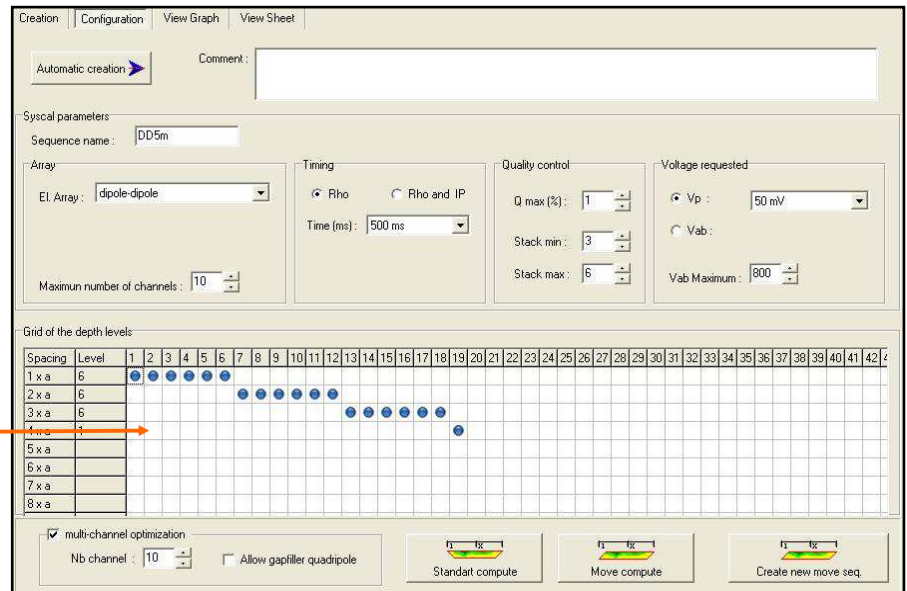 Creation Configuration View Graph View Sheet
Automatic creation
Comment :
Syscal parameters
Sequence name : DD5m
Array
El. Array : dipole-dipole
Maximun number of channels : 10
Timing
Rho Rho and IP
Time (ms) : 500 ms
Quality control
Q max (%) : 1
Stack min : 3
Stack max : 6
Voltage requested
Vp : 50 mV
Vab :
Vab Maximum : 800
Grid of the depth levels
Spacing Level 1 2 3 4 5 6 7 8 9 10 11 12 13 14 15 16 17 18 19 20 21 22 23 24 25 26 27 28 29 30 31 32 33 34 35 36 37 38 39 40 41 42
1 x a 6
2 x a 6
3 x a 6
4 x a 1
5 x a
6 x a
7 x a
8 x a
multi-channel optimization
Nb channel : 10
Allow gapfiller quadripole
Standart compute
Move compute
Create new move seq.